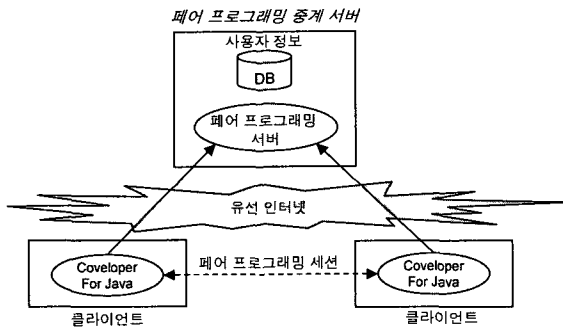 페어 프로그래밍 중계 서버
사용자 정보
DB
페어 프로그래밍
서버
유선 인터넷
Coveloper
For Java
페어 프로그래밍 세션
Coveloper
For Java
클라이언트
클라이언트